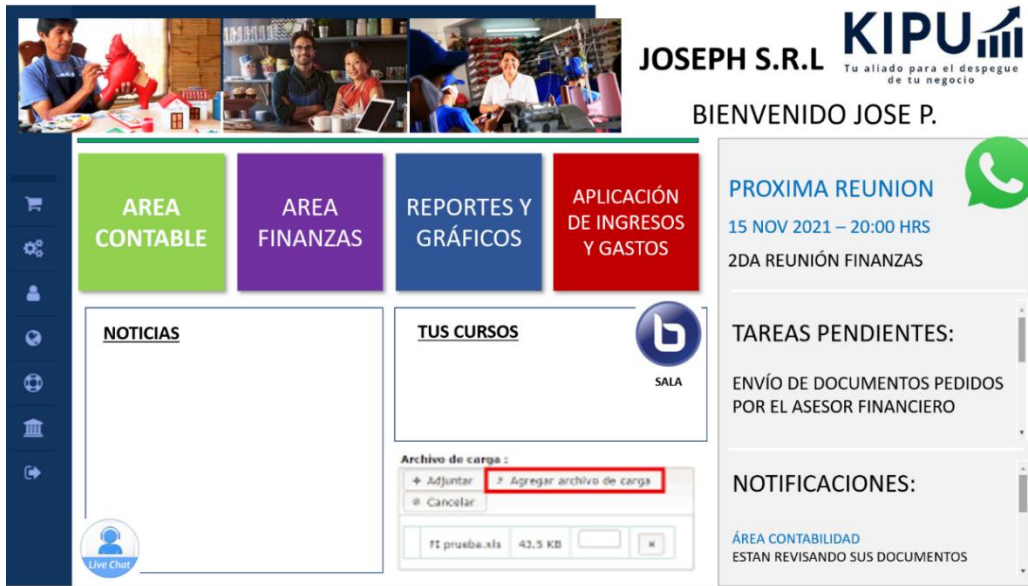 JOSEPH S.R.L
KIPU
Tu aliado para el despegue
de tu negocio
BIENVENIDO JOSE P.
AREA
CONTABLE
AREA
FINANZAS
REPORTES Y
GRÁFICOS
APLICACIÓN
DE INGRESOS
Y GASTOS
PROXIMA REUNION
15 NOV 2021 – 20:00 HRS
2DA REUNIÓN FINANZAS
NOTICIAS
TUS CURSOS
b
SALA
TAREAS PENDIENTES:
ENVÍO DE DOCUMENTOS PEDIDOS
POR EL ASESOR FINANCIERO
Archivo de carga :
+ Adjuntar
Agregar archivo de carga
Cancelar
FI prueba.xls 43.5 KB
NOTIFICACIONES:
ÁREA CONTABILIDAD
ESTAN REVISANDO SUS DOCUMENTOS
Live Chat